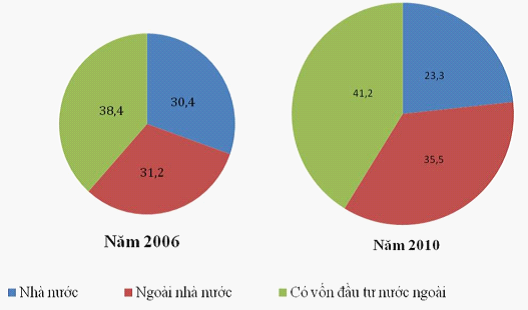 38,4
30,4
31,2
Năm 2006
41,2
23,3
35,5
Năm 2010
Nhà nước
Ngoài nhà nước
Có vốn đầu tư nước ngoài